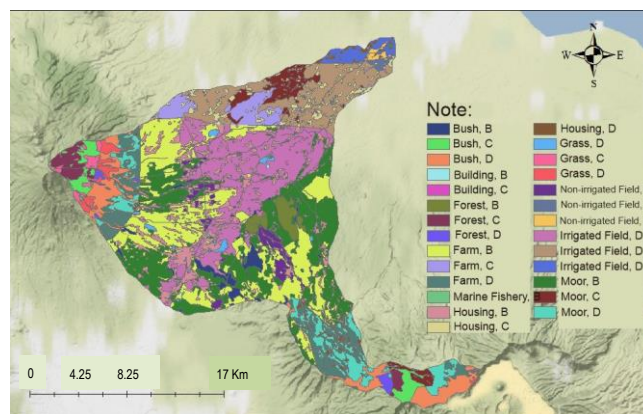 N
W E
S
Note:
Bush, B
Bush, C
Bush, D
Building, B
Building, C
Forest, B
Forest, C
Forest, D
Farm, B
Farm, C
Farm, D
Marine Fishery,
Housing, B
Housing, C
Housing, D
Grass, D
Grass, C
Grass, D
Non-irrigated Field,
Non-irrigated Field,
Non-irrigated Field,
Irrigated Field, D
Irrigated Field, D
Irrigated Field, D
Moor, B
Moor, C
Moor, D
0 4.25 8.25 17 Km